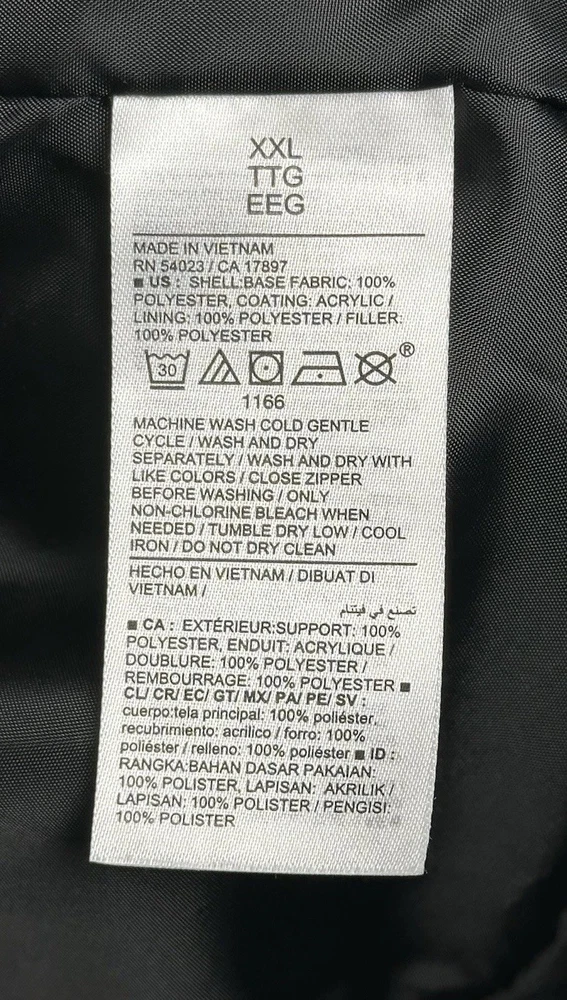 XXL
TTG
EEG
MADE IN VIETNAM
RN 54023 / CA 17897
■ US : SHELL:BASE FABRIC: 100%
POLYESTER, COATING: ACRYLIC /
LINING: 100% POLYESTER / FILLER:
100% POLYESTER
30 ®
1166
MACHINE WASH COLD GENTLE
CYCLE / WASH AND DRY
SEPARATELY / WASH AND DRY WITH
LIKE COLORS / CLOSE ZIPPER
BEFORE WASHING / ONLY
NON-CHLORINE BLEACH WHEN
NEEDED / TUMBLE DRY LOW / COOL
IRON / DO NOT DRY CLEAN
HECHO EN VIETNAM / DIBUAT DI
VIETNAM /
تصنع في فيتنام
■ CA : EXTÉRIEUR:SUPPORT: 100%
POLYESTER, ENDUIT: ACRYLIQUE /
DOUBLURE: 100% POLYESTER /
REMBOURRAGE: 100% POLYESTER ■
CL/ CR/ EC/ GT/ MX/ PA/ PE/ SV :
cuerpo:tela principal: 100% poliéster,
recubrimiento: acrilico / forro: 100%
poliéster / relleno: 100% poliéster ■ ID :
RANGKA:BAHAN DASAR PAKAIAN:
100% POLISTER, LAPISAN: AKRILIK /
LAPISAN: 100% POLISTER / PENGISI:
100% POLISTER